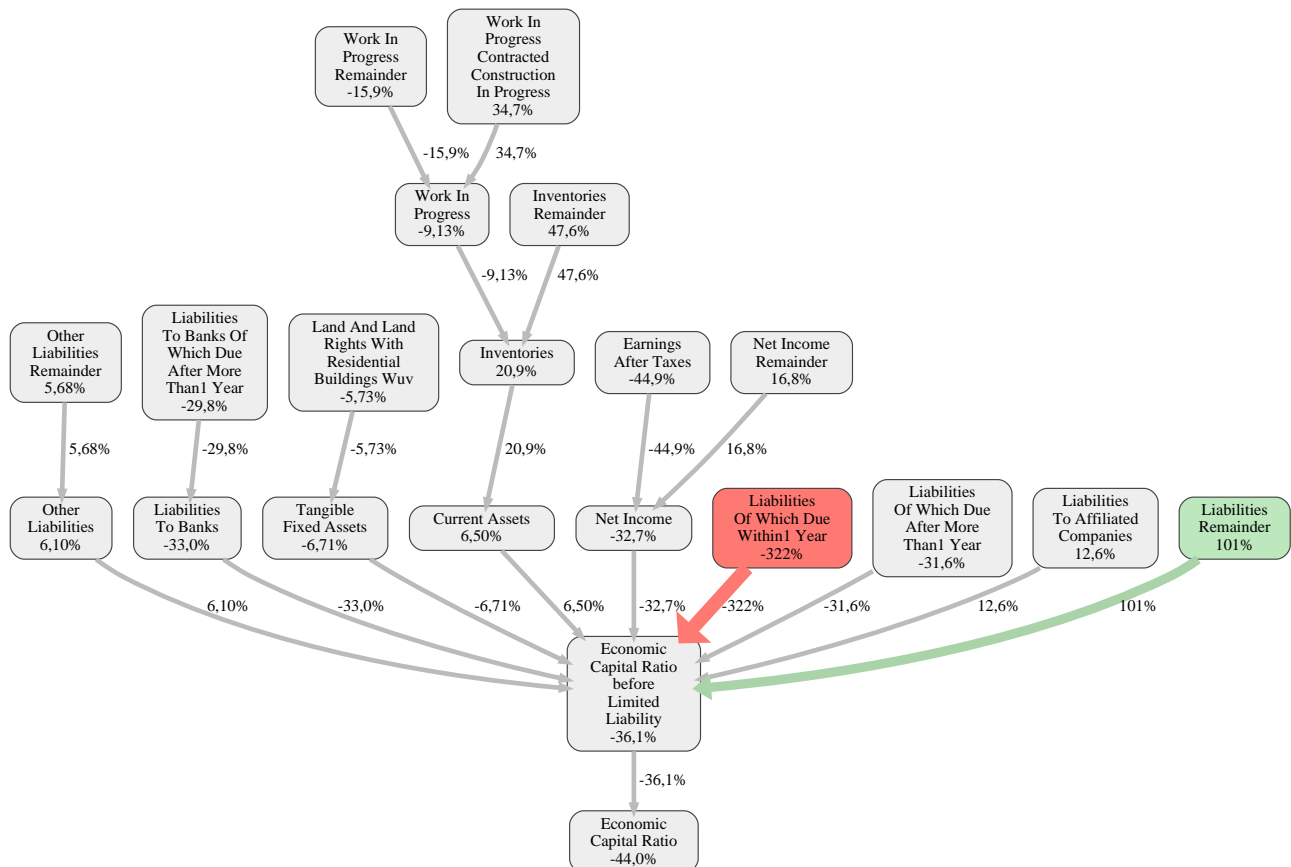 Work In
Progress
Remainder
-15,9%
Work In
Progress
Contracted
Construction
In Progress
34,7%
-15,9%
34,7%
Work In
Progress
-9,13%
Inventories
Remainder
47,6%
-9,13%
47,6%
Other
Liabilities
Remainder
5,68%
Liabilities
To Banks Of
Which Due
After More
Than1 Year
-29,8%
Land And Land
Rights With
Residential
Buildings Wuv
-5,73%
Inventories
20,9%
Earnings
After Taxes
-44,9%
Net Income
Remainder
16,8%
5,68%
-29,8%
-5,73%
20,9%
-44,9%
16,8%
Other
Liabilities
6,10%
Liabilities
To Banks
-33,0%
Tangible
Fixed Assets
-6,71%
Current Assets
6,50%
Net Income
-32,7%
Liabilities
Of Which Due
Within1 Year
-322%
Liabilities
Of Which Due
After More
Than1 Year
-31,6%
Liabilities
To Affiliated
Companies
12,6%
Liabilities
Remainder
101%
6,10%
-33,0%
-6,71%
6,50%
-32,7%
-322%
-31,6%
12,6%
101%
Economic
Capital Ratio
before
Limited
Liability
-36,1%
-36,1%
Economic
Capital Ratio
-44,0%